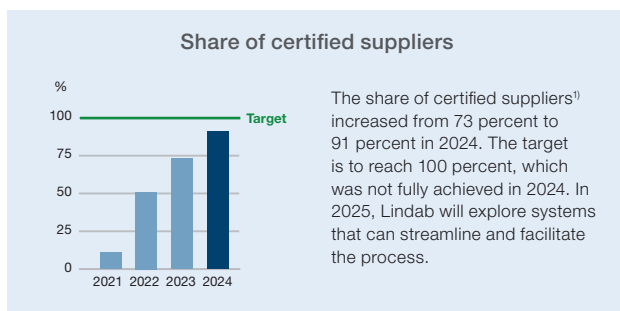 Share of certified suppliers
%
100
Target
75
50
25
0
2021 2022 2023 2024
The share of certified suppliers1)
increased from 73 percent to
91 percent in 2024. The target
is to reach 100 percent, which
was not fully achieved in 2024. In
2025, Lindab will explore systems
that can streamline and facilitate
the process.